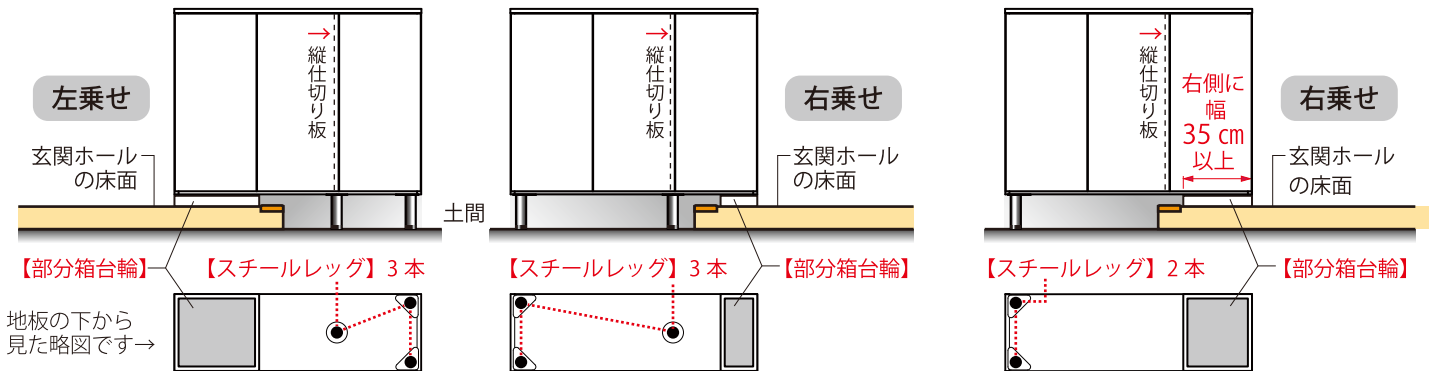 左乗せ
→
縦仕切り板
玄関ホール
の床面
【部分箱台輪】
【スチールレッグ】3本
地板の下から
見た略図です→
土間
→
縦仕切り板
右乗せ
玄関ホール
の床面
【スチールレッグ】3本
【部分箱台輪】
→
縦仕切り板
右側に
幅
35cm
以上
右乗せ
玄関ホール
の床面
【スチールレッグ】2本
【部分箱台輪】